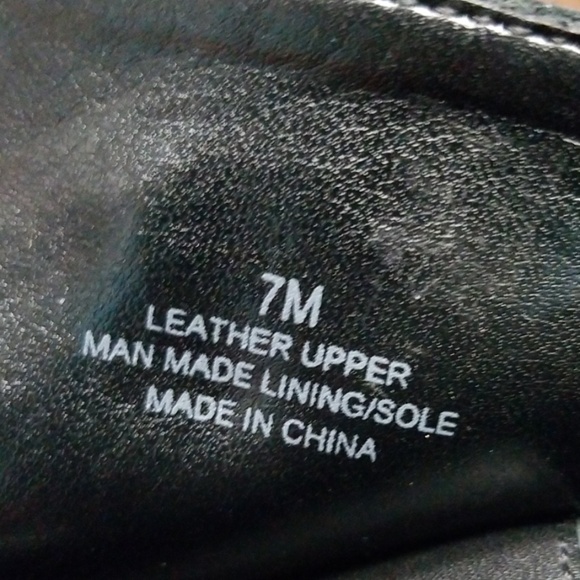 7M
LEATHER UPPER
MAN MADE LINING/SOLE
MADE IN CHINA